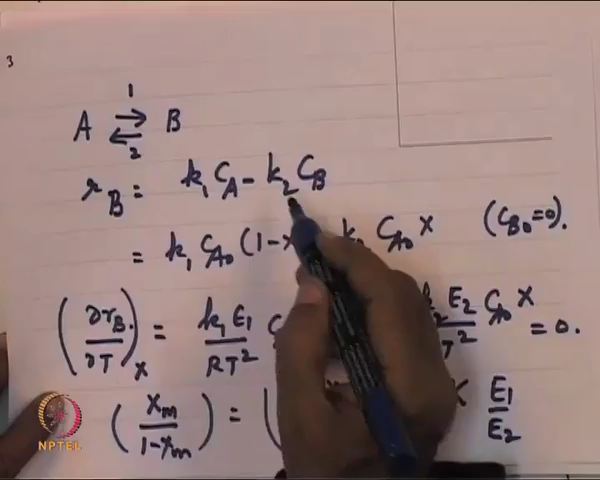 3
1
A ⇌ B
2
r_B = k_1 C_A - k_2 C_B
= k_1 C_A0 (1-x C_A0 x (C_B0=0).
(∂r_B/∂T)_x = k_1 E_1/RT^2 E_2/T^2 C_A0 x = 0.
(x_m/1-x_m) = ( E_1/E_2
NPTEL